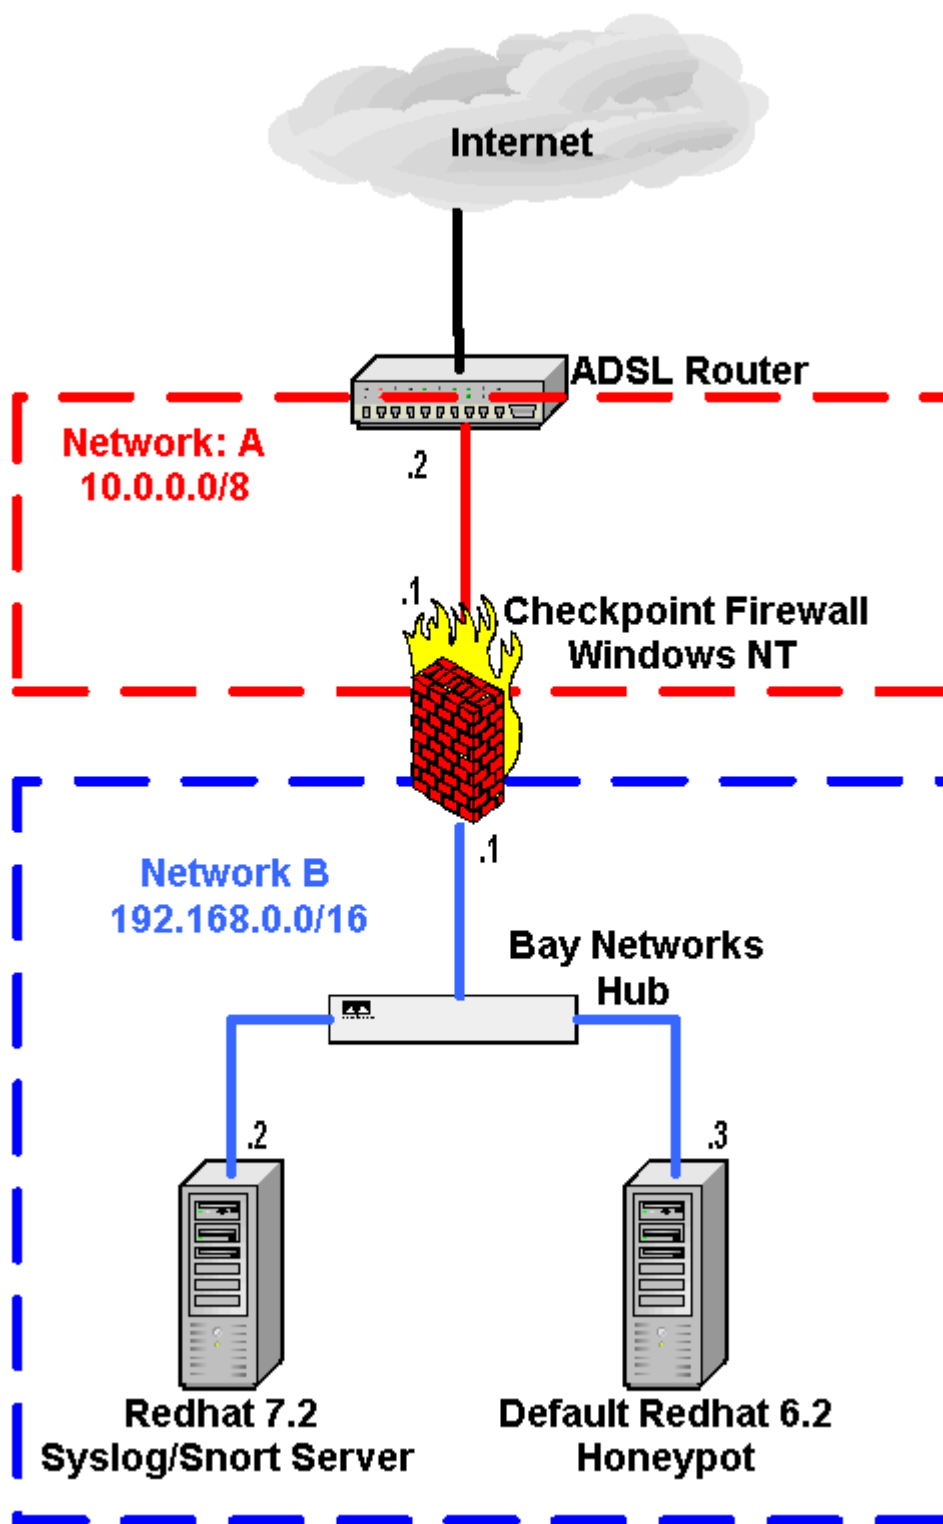 Internet
ADSL Router
Network: A
10.0.0.0/8
.2
.1
Checkpoint Firewall
Windows NT
.1
Network B
192.168.0.0/16
Bay Networks
Hub
.2
.3
Redhat 7.2
Syslog/Snort Server
Default Redhat 6.2
Honeypot